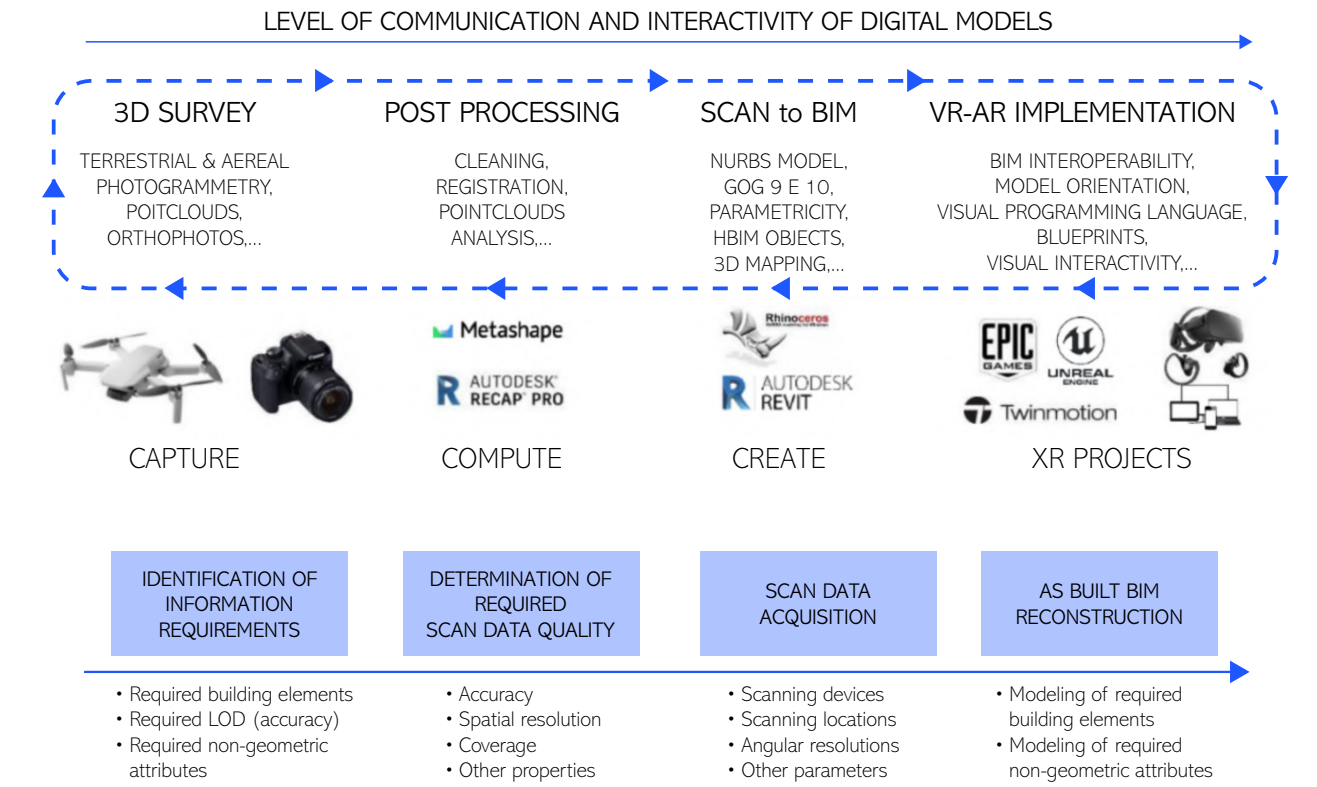 LEVEL OF COMMUNICATION AND INTERACTIVITY OF DIGITAL MODELS
3D SURVEY
TERRESTRIAL & AEREAL
PHOTOGRAMMETRY,
POITCLOUDS,
ORTHOPHOTOS,...
POST PROCESSING
CLEANING,
REGISTRATION,
POINTCLOUDS
ANALYSIS,...
SCAN to BIM
NURBS MODEL,
GOG 9 E 10,
PARAMETRICITY,
HBIM OBJECTS,
3D MAPPING,...
VR-AR IMPLEMENTATION
BIM INTEROPERABILITY,
MODEL ORIENTATION,
VISUAL PROGRAMMING LANGUAGE,
BLUEPRINTS,
VISUAL INTERACTIVITY,...
Canon
CAPTURE
Metashape
R AUTODESK®
RECAP™ PRO
COMPUTE
Rhinoceros
R AUTODESK
REVIT
CREATE
EPIC
GAMES
UNREAL
ENGINE
Twinmotion
XR PROJECTS
IDENTIFICATION OF
INFORMATION
REQUIREMENTS
DETERMINATION OF
REQUIRED
SCAN DATA QUALITY
SCAN DATA
ACQUISITION
AS BUILT BIM
RECONSTRUCTION
• Required building elements
• Required LOD (accuracy)
• Required non-geometric
attributes
• Accuracy
• Spatial resolution
• Coverage
• Other properties
• Scanning devices
• Scanning locations
• Angular resolutions
• Other parameters
• Modeling of required
building elements
• Modeling of required
non-geometric attributes